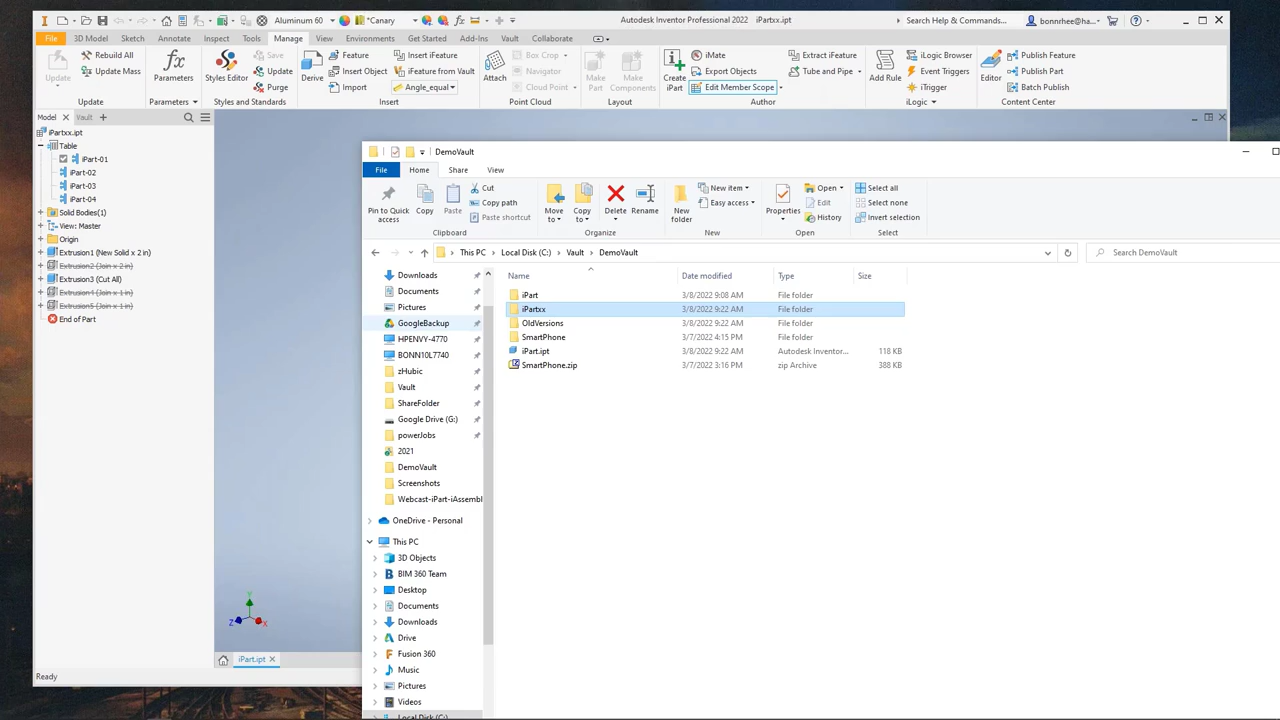 Aluminum 60 *Canary Autodesk Inventor Professional 2022 iPartxx.ipt Search Help & Commands... bonnrhee@ha...
File 3D Model Sketch Annotate Inspect Tools Manage View Environments Get Started Add-Ins Vault Collaborate
Update
Rebuild All
Update Mass
Update
Parameters
Parameters
Styles Editor
Save
Update
Purge
Styles and Standards
Derive
Feature
Insert Object
Import
Insert iFeature
iFeature from Vault
Angle_equal
Insert
Attach
Box Crop
Navigator
Cloud Point
Point Cloud
Make Part
Make Components
Layout
Create iPart
iMate
Export Objects
Edit Member Scope
Extract iFeature
Tube and Pipe
Author
Add Rule
iLogic Browser
Event Triggers
iTrigger
iLogic
Editor
Publish Feature
Publish Part
Batch Publish
Content Center
Model Vault
iPartxx.ipt
Table
iPart-01
iPart-02
iPart-03
iPart-04
Solid Bodies(1)
View: Master
Origin
Extrusion1 (New Solid x 2 in)
Extrusion2 (Join x 2 in)
Extrusion3 (Cut All)
Extrusion4 (Join x 1 in)
Extrusion5 (Join x 1 in)
End of Part
Y
Z
X
iPart.ipt
Ready
DemoVault
File Home Share View
Pin to Quick access
Copy
Paste
Cut
Copy path
Paste shortcut
Clipboard
Move to
Copy to
Delete
Rename
Organize
New folder
New item
Easy access
New
Properties
Open
Edit
History
Open
Select all
Select none
Invert selection
Select
This PC > Local Disk (C:) > Vault > DemoVault
Search DemoVault
Downloads
Documents
Pictures
GoogleBackup
HPENVY-4770
BONN10L7740
zHubic
Vault
ShareFolder
Google Drive (G:)
powerJobs
2021
DemoVault
Screenshots
Webcast-iPart-iAssembl
OneDrive - Personal
This PC
3D Objects
BIM 360 Team
Desktop
Documents
Downloads
Drive
Fusion 360
Music
Pictures
Videos
Local Disk (C:)
Name Date modified Type Size
iPart 3/8/2022 9:08 AM File folder
iPartxx 3/8/2022 9:22 AM File folder
OldVersions 3/8/2022 9:22 AM File folder
SmartPhone 3/7/2022 4:15 PM File folder
iPart.ipt 3/8/2022 9:22 AM Autodesk Inventor... 118 KB
SmartPhone.zip 3/7/2022 3:16 PM zip Archive 388 KB